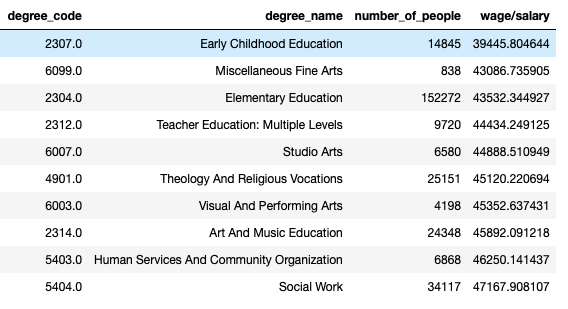 degree_code degree_name number_of_people wage/salary
2307.0 Early Childhood Education 14845 39445.804644
6099.0 Miscellaneous Fine Arts 838 43086.735905
2304.0 Elementary Education 152272 43532.344927
2312.0 Teacher Education: Multiple Levels 9720 44434.249125
6007.0 Studio Arts 6580 44888.510949
4901.0 Theology And Religious Vocations 25151 45120.220694
6003.0 Visual And Performing Arts 4198 45352.637431
2314.0 Art And Music Education 24348 45892.091218
5403.0 Human Services And Community Organization 6868 46250.141437
5404.0 Social Work 34117 47167.908107